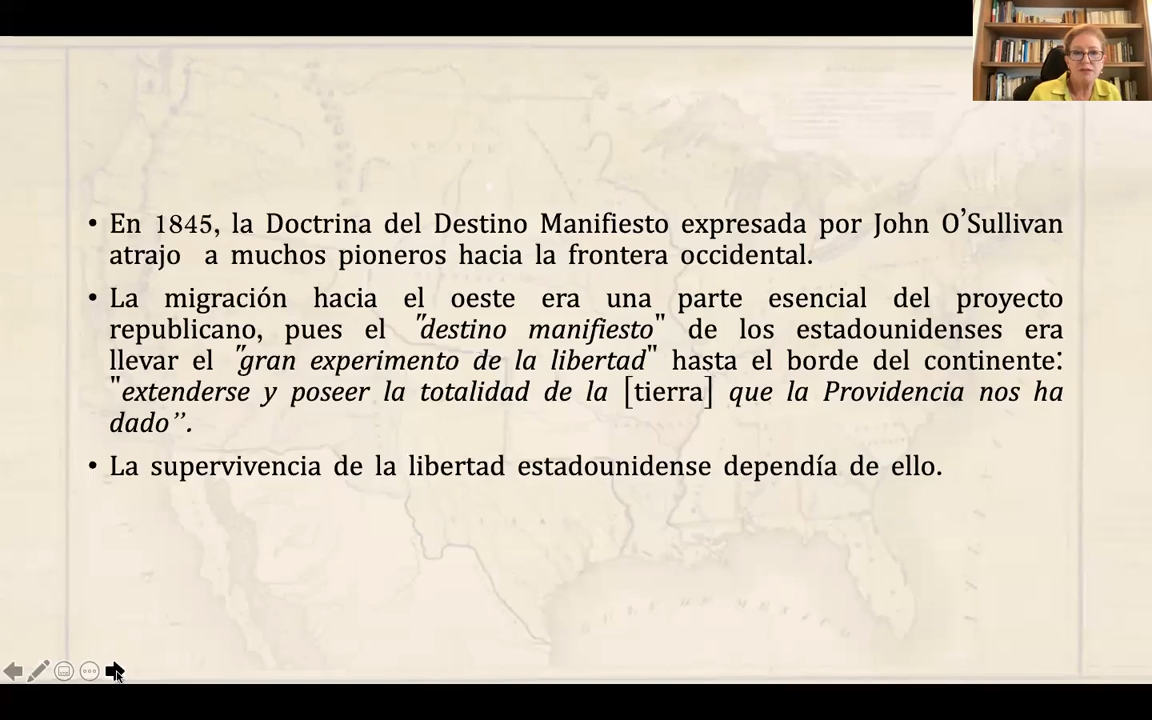 • En 1845, la Doctrina del Destino Manifiesto expresada por John O’Sullivan
atrajo a muchos pioneros hacia la frontera occidental.
• La migración hacia el oeste era una parte esencial del proyecto
republicano, pues el "destino manifiesto" de los estadounidenses era
llevar el "gran experimento de la libertad" hasta el borde del continente:
"extenderse y poseer la totalidad de la [tierra] que la Providencia nos ha
dado’’.
• La supervivencia de la libertad estadounidense dependía de ello.